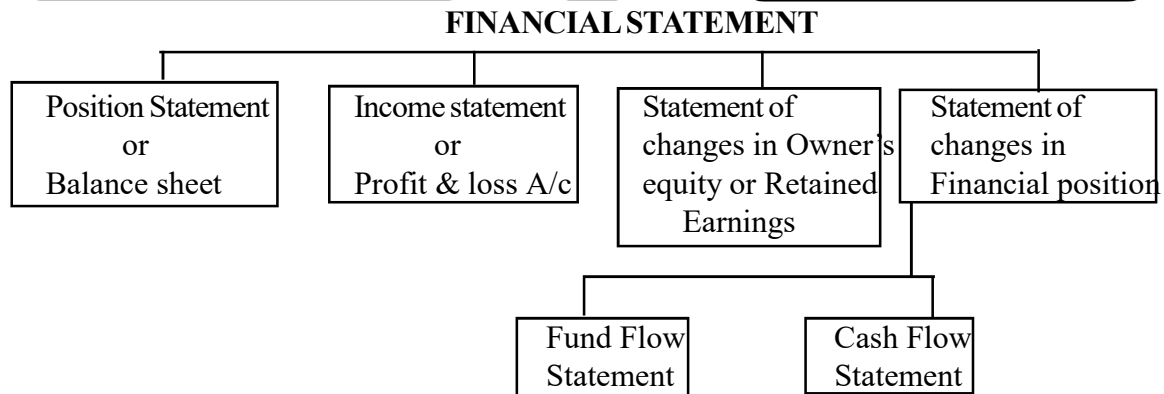 FINANCIAL STATEMENT
Position Statement
or
Balance sheet
Income statement
or
Profit & loss A/c
Statement of
changes in Owner's
equity or Retained
Earnings
Statement of
changes in
Financial position
Fund Flow
Statement
Cash Flow
Statement